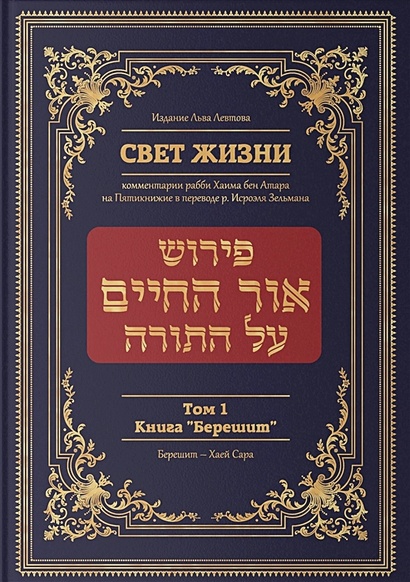 Издание Льва Левтова
СВЕТ ЖИЗНИ
комментарии рабби Хаима бен Атара
на Пятикнижие в переводе р. Исроэля Зельмана
פירוש
אור החיים
על התורה
Том 1
Книга "Берешит"
Берешит – Хаей Сара